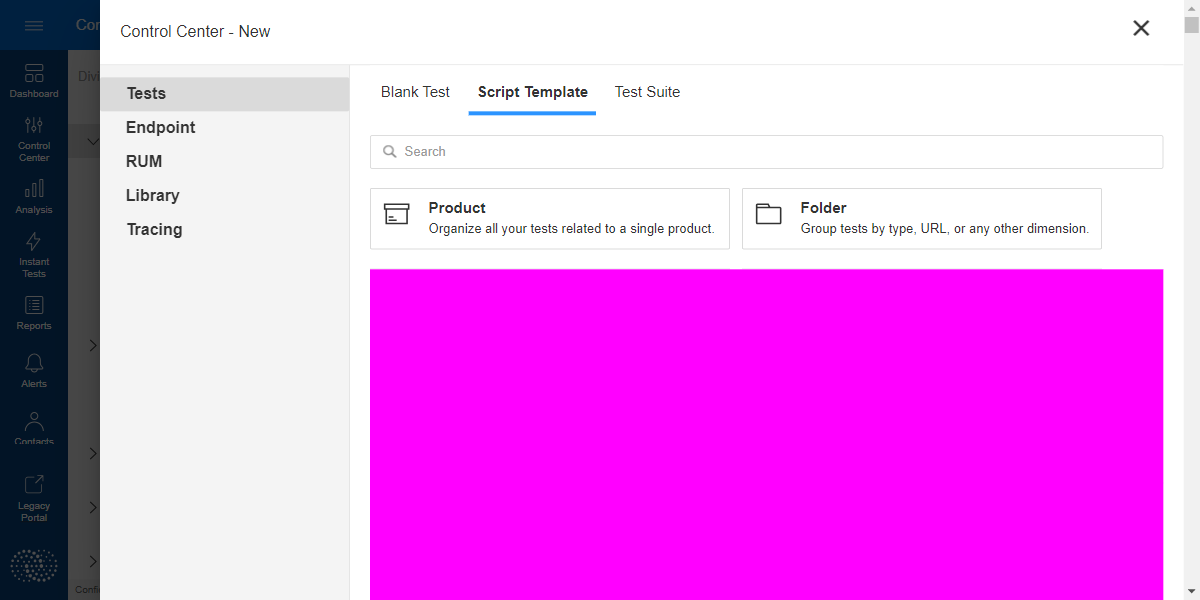 Cor
Control Center - New
Divi
Dashboard
Control
Center
Analysis
Instant
Tests
Reports
Alerts
Contacts
Legacy
Portal
Confi
Tests
Endpoint
RUM
Library
Tracing
Blank Test
Script Template
Test Suite
Search
Product
Organize all your tests related to a single product.
Folder
Group tests by type, URL, or any other dimension.